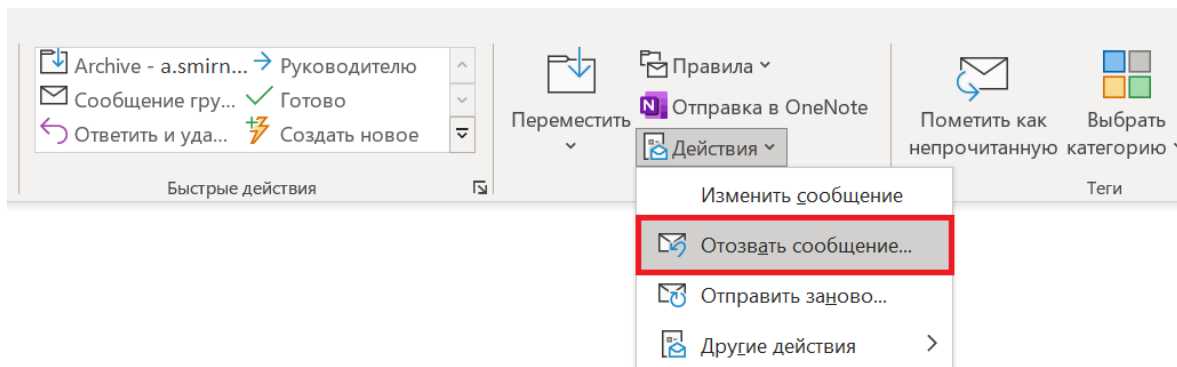 Archive - a.smirn...
Руководителю
Сообщение гру...
Готово
Ответить и уда...
Создать новое
Быстрые действия
Переместить
Правила
Отправка в OneNote
Действия
Пометить как
непрочитанную
Выбрать
категорию
Теги
Изменить сообщение
Отозвать сообщение...
Отправить заново...
Другие действия